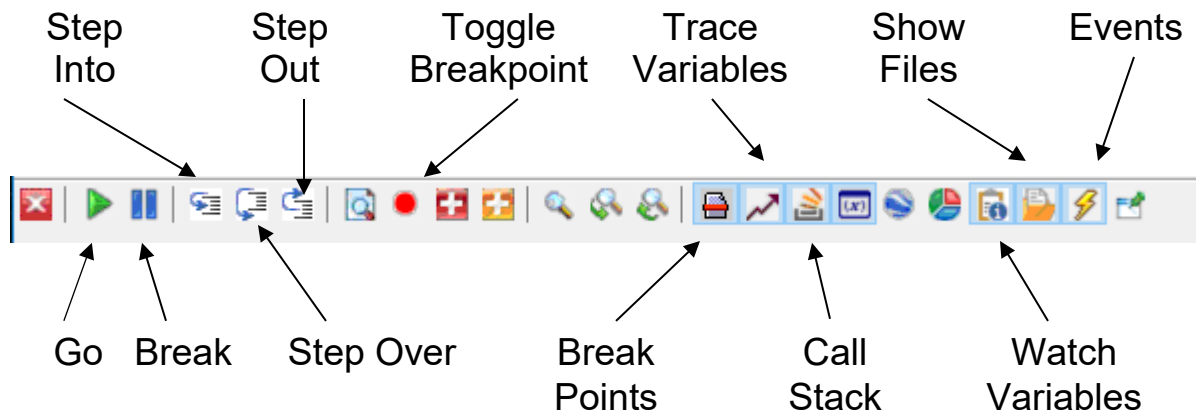 Step Into
Step Out
Toggle Breakpoint
Trace Variables
Show Files
Events
(x)
Go
Break
Step Over
Break Points
Call Stack
Watch Variables